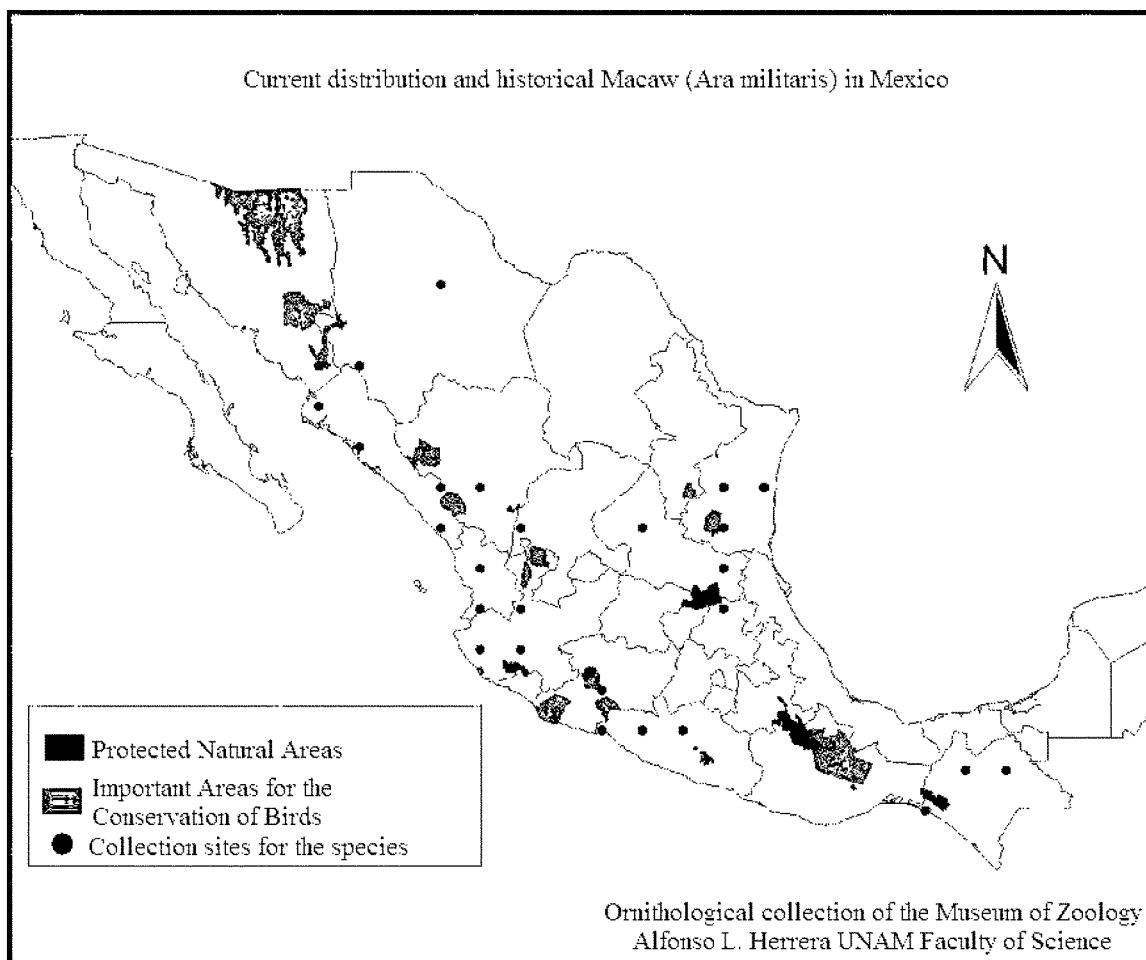 Current distribution and historical Macaw (Ara militaris) in Mexico
N
Protected Natural Areas
Important Areas for the
Conservation of Birds
Collection sites for the species
Ornithological collection of the Museum of Zoology
Alfonso L. Herrera UNAM Faculty of Science